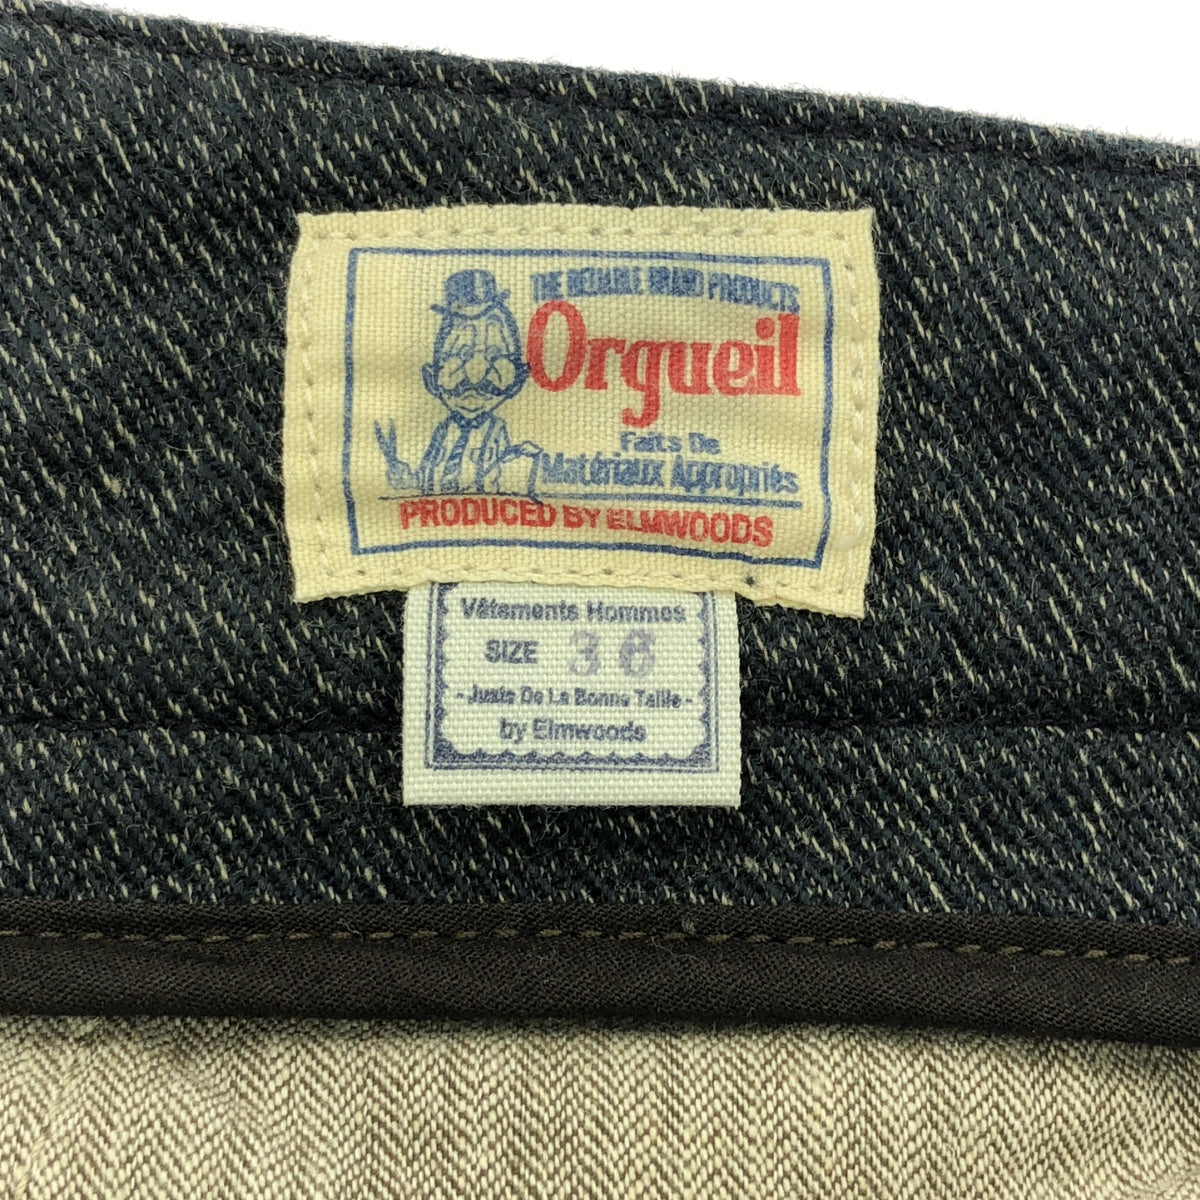 THE RELIABLE BRAND PRODUCTS
Orgueil
Faits De
Matériaux Appropriés
PRODUCED BY ELMWOODS
Vêtements Hommes
SIZE 36
- Juste De La Bonne Taille -
by Elmwoods